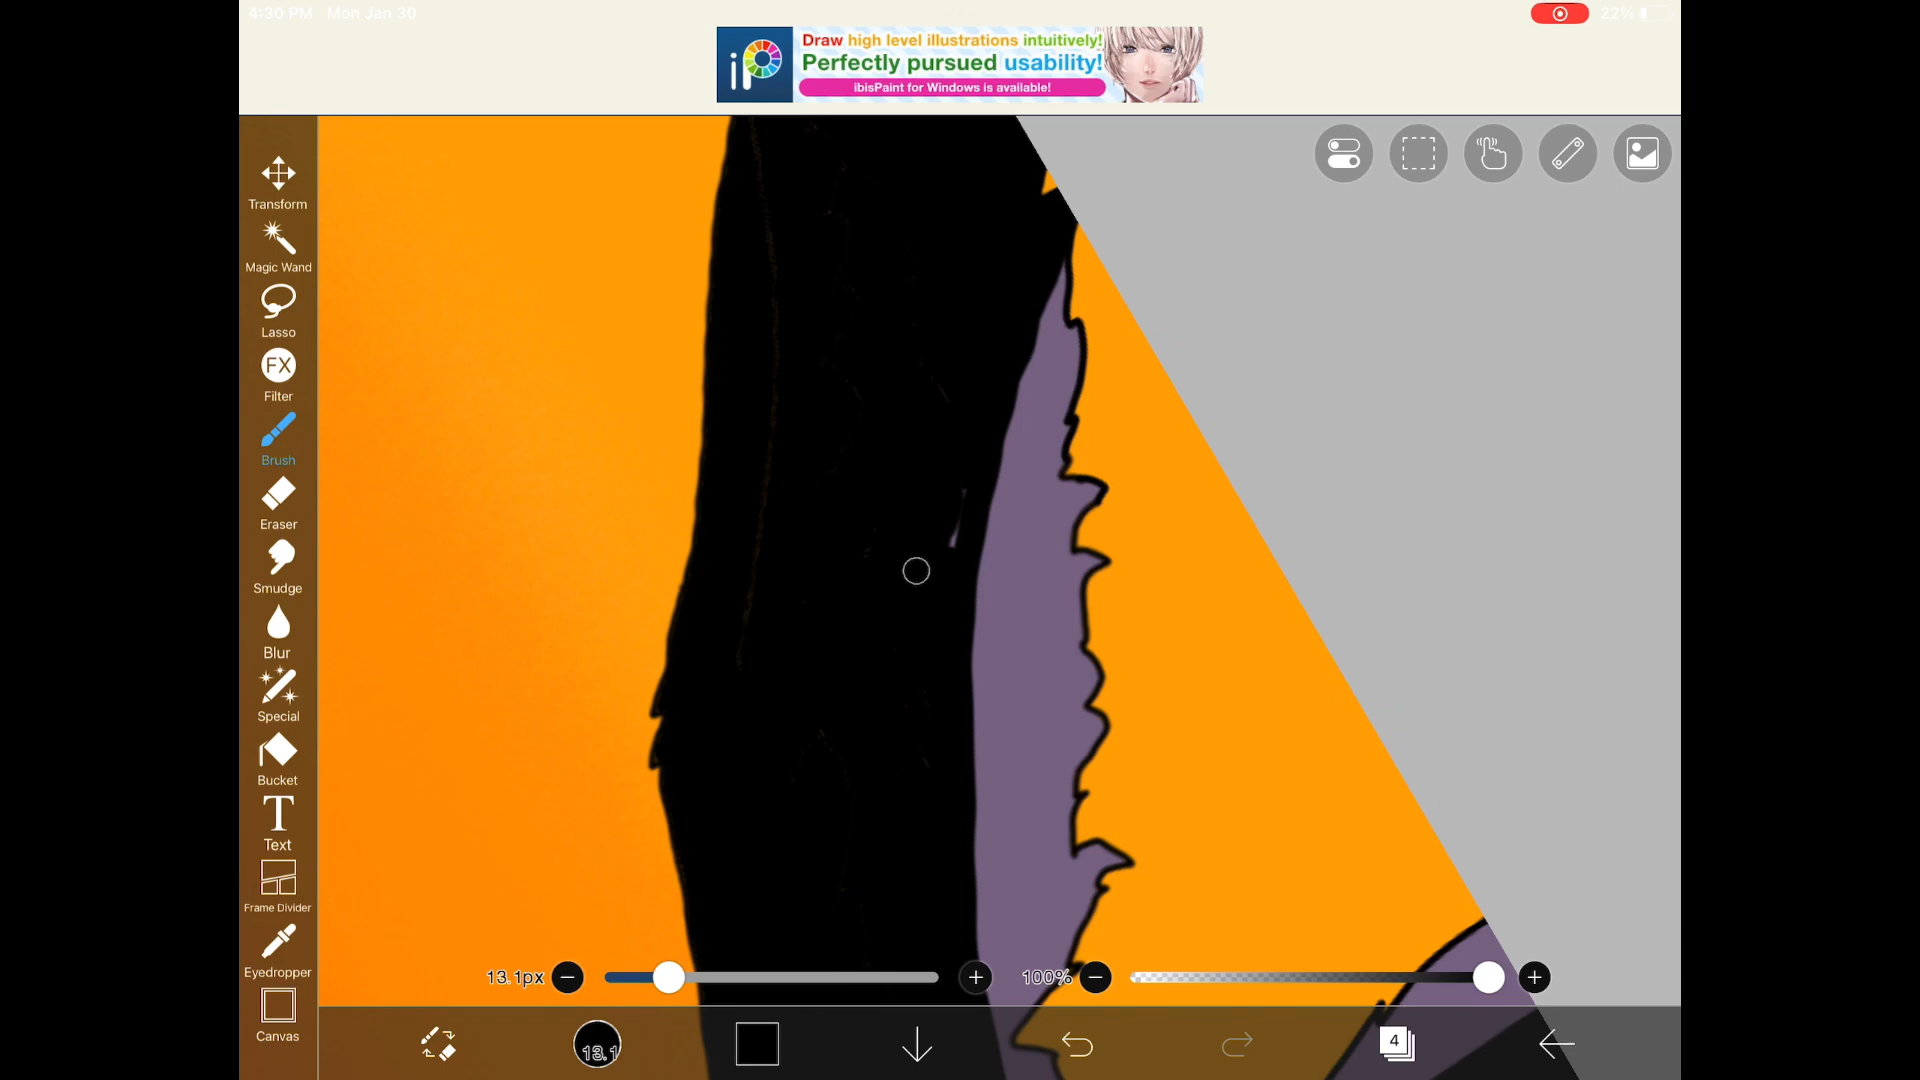 4:30 PM Mon Jan 30
22%
iP
Draw high level illustrations intuitively!
Perfectly pursued usability!
ibisPaint for Windows is available!
Transform
Magic Wand
Lasso
FX
Filter
Brush
Eraser
Smudge
Blur
Special
Bucket
T
Text
Frame Divider
Eyedropper
Canvas
13.1px
100%
13.1
4